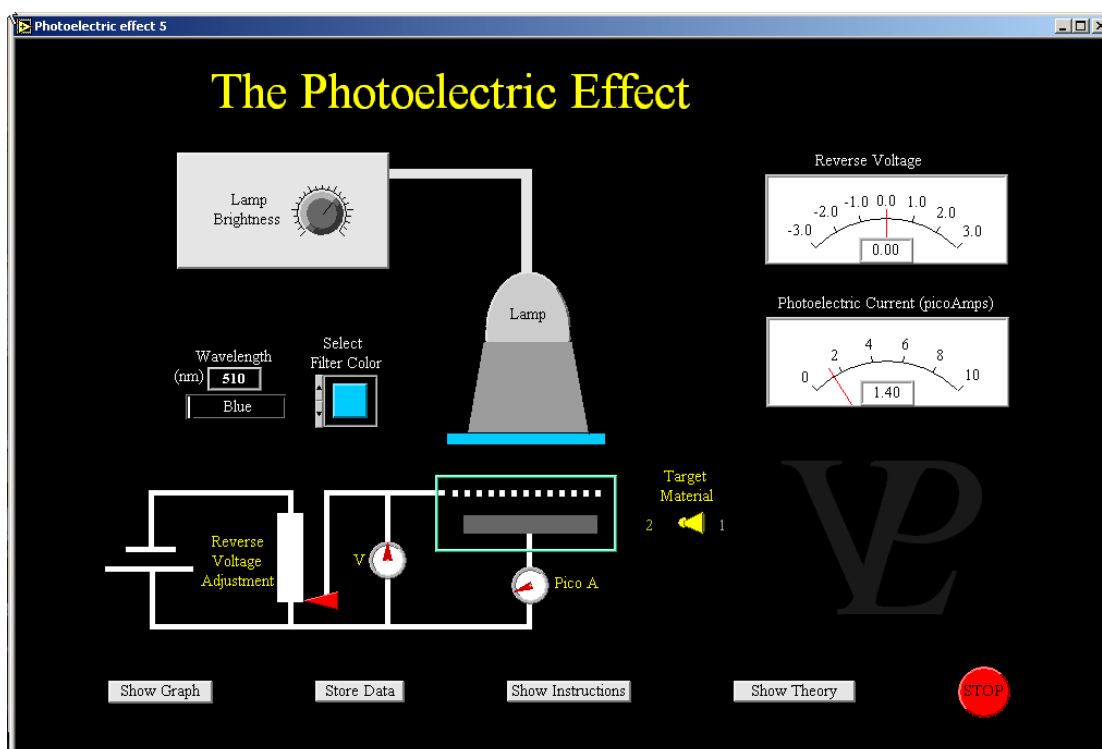 Photoelectric effect 5
The Photoelectric Effect
Lamp
Brightness
Reverse Voltage
-3.0 -2.0 -1.0 0.0 1.0 2.0 3.0
0.00
Lamp
Photoelectric Current (picoAmps)
0 2 4 6 8 10
1.40
Wavelength
(nm) 510
Blue
Select
Filter Color
Target
Material
2 1
Reverse
Voltage
Adjustment
V
Pico A
VPL
Show Graph
Store Data
Show Instructions
Show Theory
STOP